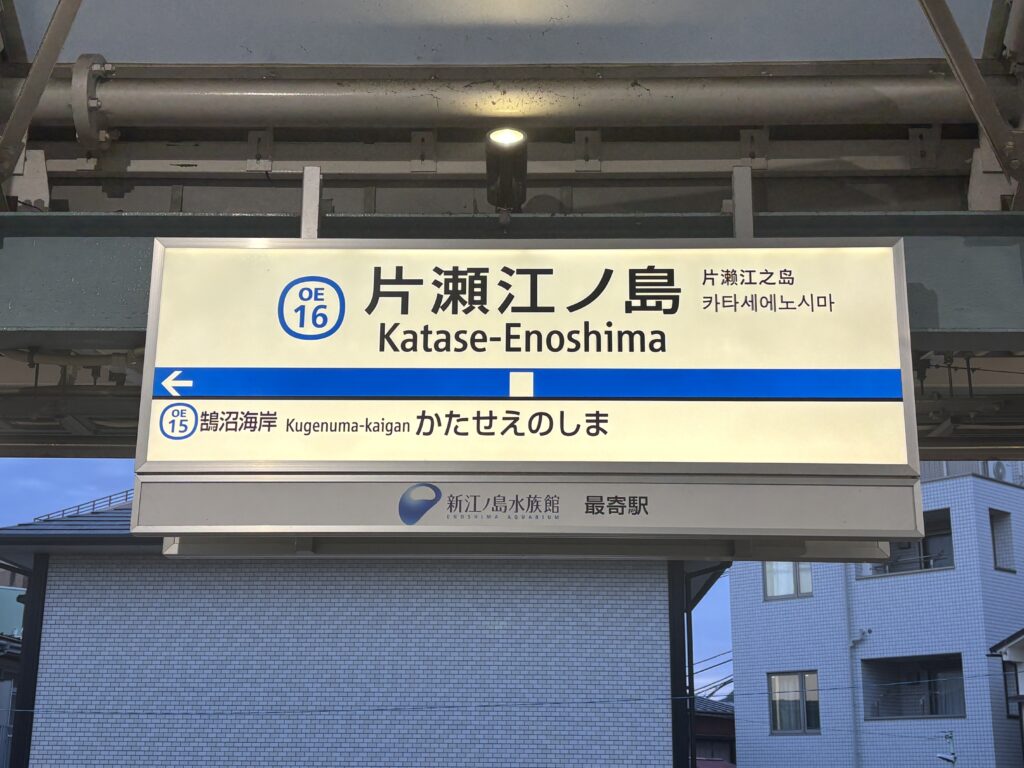 OE
16
片瀬江ノ島
Katase-Enoshima
片濑江之岛
카타세에노시마
OE
15
鵠沼海岸 Kugenuma-kaigan かたせえのしま
新江ノ島水族館 最寄駅
ENOSHIMA AQUARIUM